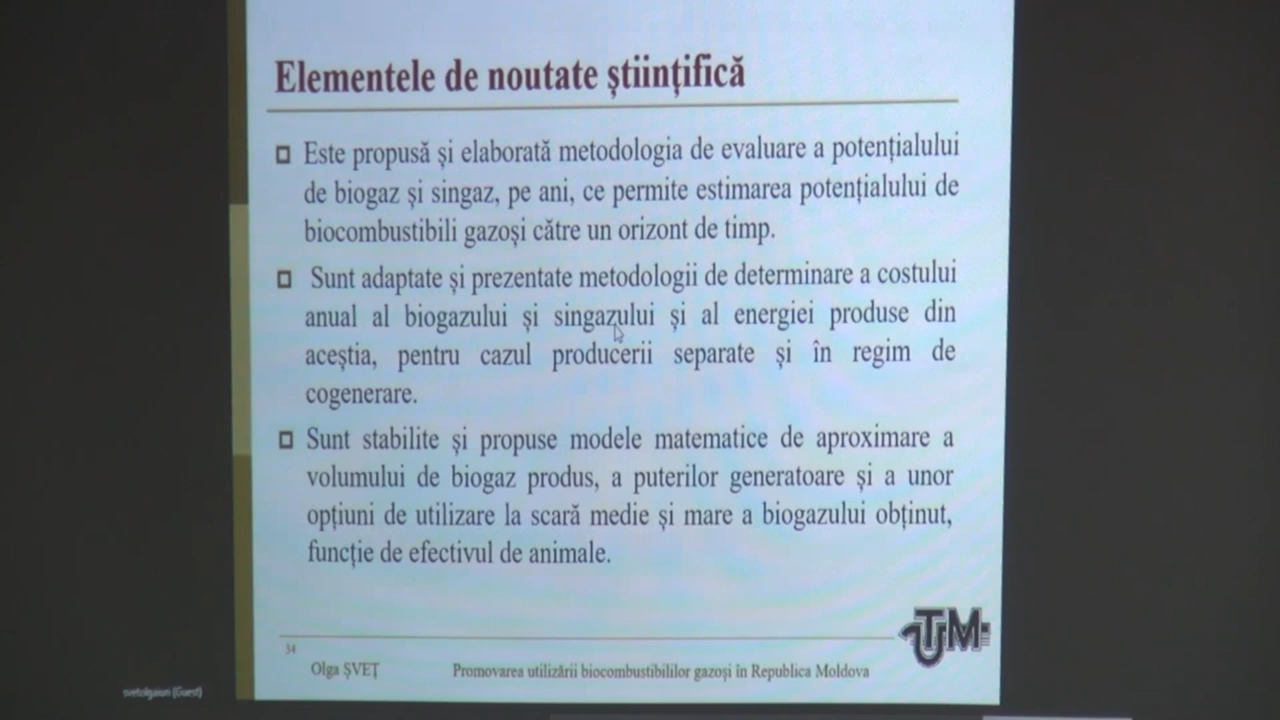 Elementele de noutate științifică
Este propusă și elaborată metodologia de evaluare a potențialului
de biogaz și singaz, pe ani, ce permite estimarea potențialului de
biocombustibili gazoși către un orizont de timp.
Sunt adaptate și prezentate metodologii de determinare a costului
anual al biogazului și singazului și al energiei produse din
aceștia, pentru cazul producerii separate și în regim de
cogenerare.
Sunt stabilite și propuse modele matematice de aproximare a
volumului de biogaz produs, a puterilor generatoare și a unor
opțiuni de utilizare la scară medie și mare a biogazului obținut,
funcție de efectivul de animale.
UTM
34
Olga ȘVEȚ Promovarea utilizării biocombustibililor gazoși în Republica Moldova
svetolgaiun (Guest)